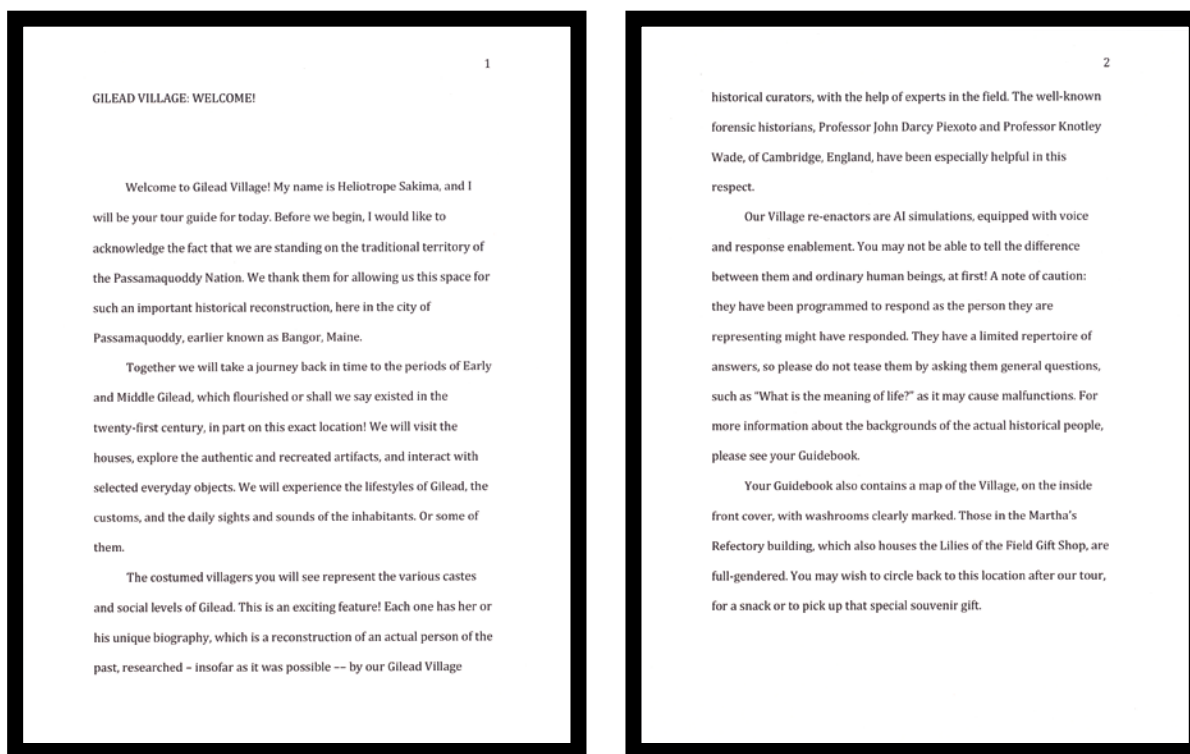 1
GILEAD VILLAGE: WELCOME!
Welcome to Gilead Village! My name is Heliotrope Sakima, and I
will be your tour guide for today. Before we begin, I would like to
acknowledge the fact that we are standing on the traditional territory of
the Passamaquoddy Nation. We thank them for allowing us this space for
such an important historical reconstruction, here in the city of
Passamaquoddy, earlier known as Bangor, Maine.
Together we will take a journey back in time to the periods of Early
and Middle Gilead, which flourished or shall we say existed in the
twenty-first century, in part on this exact location! We will visit the
houses, explore the authentic and recreated artifacts, and interact with
selected everyday objects. We will experience the lifestyles of Gilead, the
customs, and the daily sights and sounds of the inhabitants. Or some of
them.
The costumed villagers you will see represent the various castes
and social levels of Gilead. This is an exciting feature! Each one has her or
his unique biography, which is a reconstruction of an actual person of the
past, researched – insofar as it was possible –– by our Gilead Village
2
historical curators, with the help of experts in the field. The well-known
forensic historians, Professor John Darcy Piexoto and Professor Knotley
Wade, of Cambridge, England, have been especially helpful in this
respect.
Our Village re-enactors are AI simulations, equipped with voice
and response enablement. You may not be able to tell the difference
between them and ordinary human beings, at first! A note of caution:
they have been programmed to respond as the person they are
representing might have responded. They have a limited repertoire of
answers, so please do not tease them by asking them general questions,
such as "What is the meaning of life?" as it may cause malfunctions. For
more information about the backgrounds of the actual historical people,
please see your Guidebook.
Your Guidebook also contains a map of the Village, on the inside
front cover, with washrooms clearly marked. Those in the Martha's
Refectory building, which also houses the Lilies of the Field Gift Shop, are
full-gendered. You may wish to circle back to this location after our tour,
for a snack or to pick up that special souvenir gift.